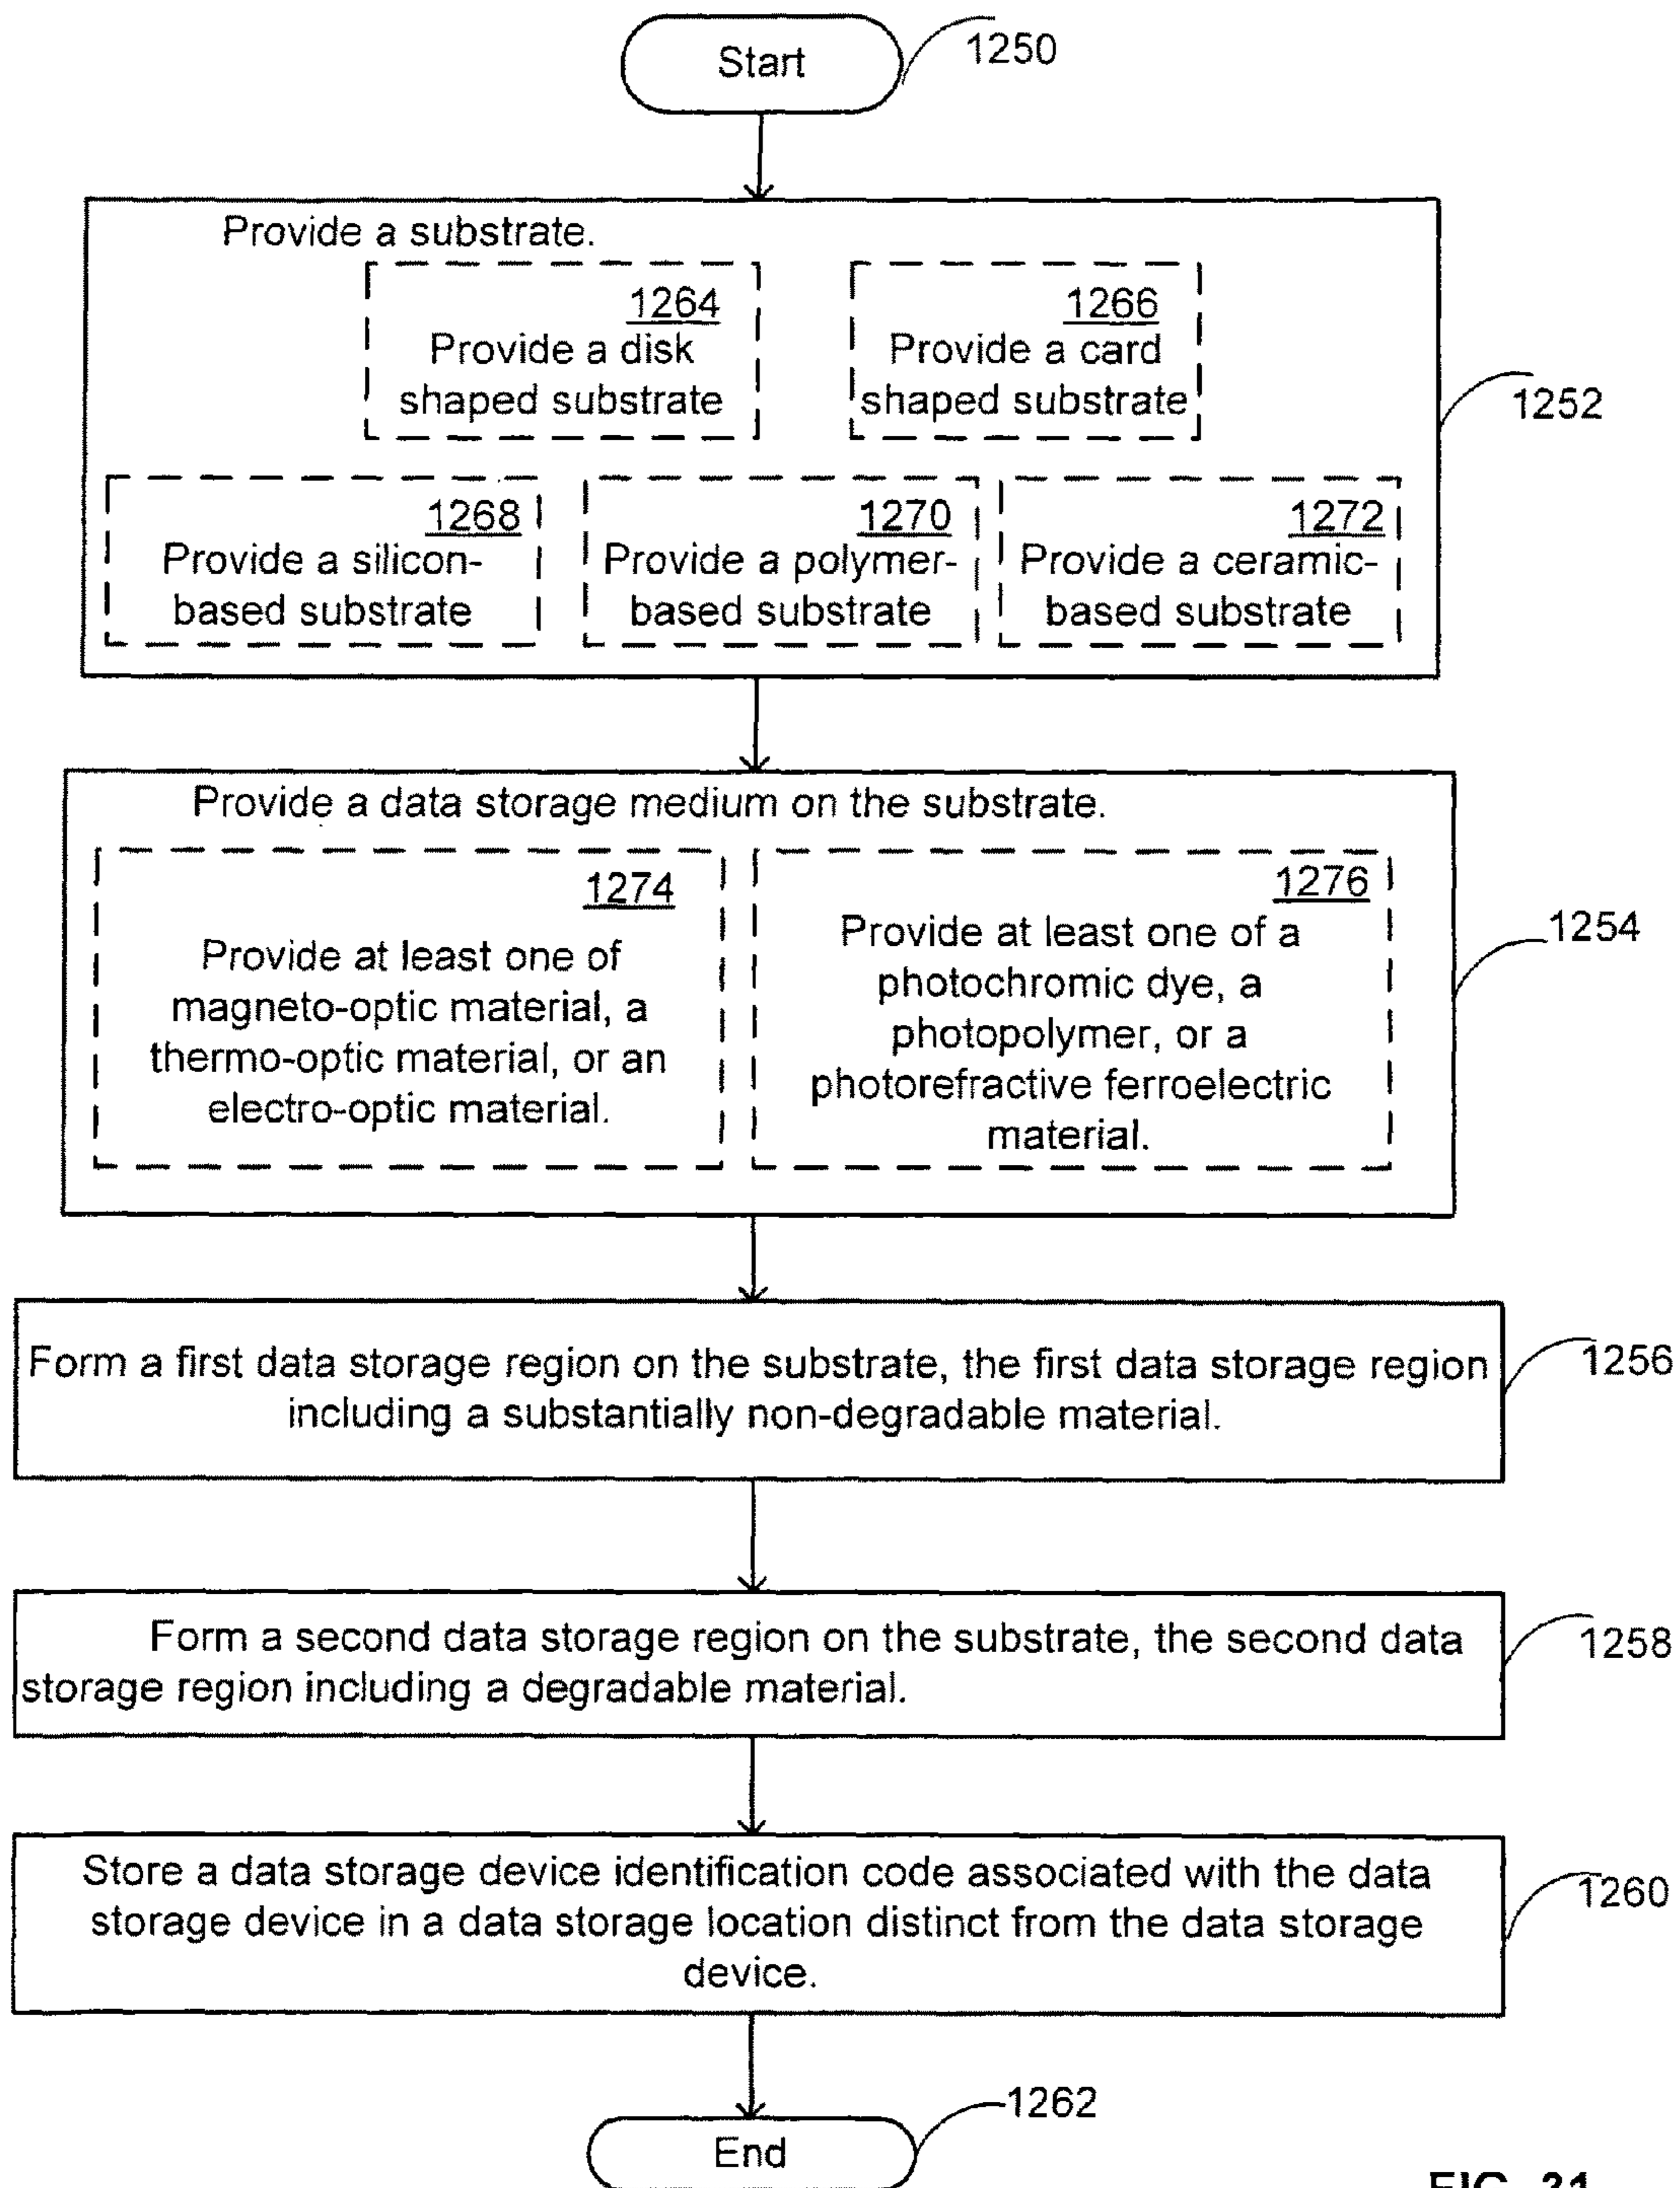 Start
1250
Provide a substrate.
1264
Provide a disk
shaped substrate
1266
Provide a card
shaped substrate
1252
1268
Provide a silicon-
based substrate
1270
Provide a polymer-
based substrate
1272
Provide a ceramic-
based substrate
Provide a data storage medium on the substrate.
1274
Provide at least one of
magneto-optic material, a
thermo-optic material, or an
electro-optic material.
1276
Provide at least one of a
photochromic dye, a
photopolymer, or a
photorefractive ferroelectric
material.
1254
Form a first data storage region on the substrate, the first data storage region
including a substantially non-degradable material.
1256
Form a second data storage region on the substrate, the second data
storage region including a degradable material.
1258
Store a data storage device identification code associated with the data
storage device in a data storage location distinct from the data storage
device.
1260
1262
End
FIG. 31